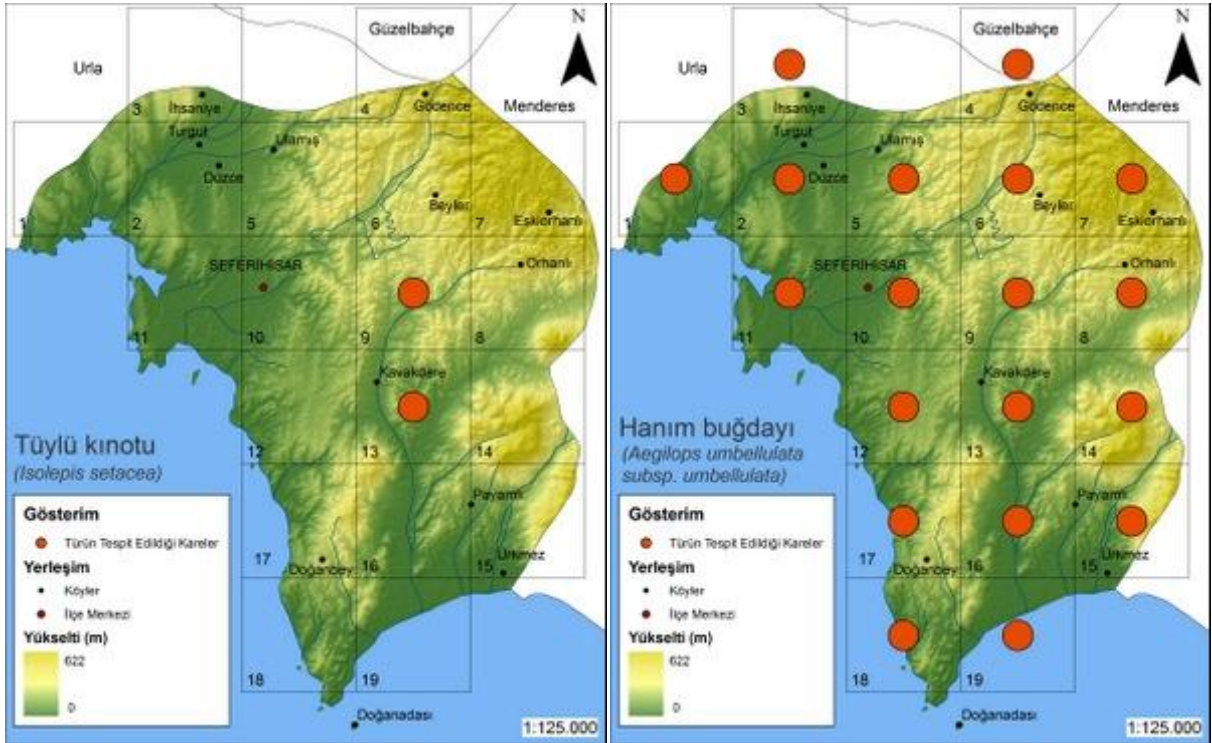 N
Güzelbahçe
Urla
Menderes
3
4
İhsaniye
Gödence
Turgut
Ulamış
Düzce
Beyler
Eskiorhanlı
1
2
5
6
7
SEFERİHİSAR
Orhanlı
11
10
9
8
Kavakdere
Tüylü kınotu
(Isolepis setacea)
12
13
14
Gösterim
Türün Tespit Edildiği Kareler
Yerleşim
Köyler
İlçe Merkezi
Yükselti (m)
622
0
Payamlı
Doğanbey
Ürkmez
17
16
15
18
19
Doğanadası
1:125.000
N
Güzelbahçe
Urla
Menderes
3
4
İhsaniye
Gödence
Turgut
Ulamış
Düzce
Beyler
Eskiorhanlı
1
2
5
6
7
SEFERİHİSAR
Orhanlı
11
10
9
8
Kavakdere
Hanım buğdayı
(Aegilops umbellulata
subsp. umbellulata)
12
13
14
Gösterim
Türün Tespit Edildiği Kareler
Yerleşim
Köyler
İlçe Merkezi
Yükselti (m)
622
0
Payamlı
Doğanbey
Ürkmez
17
16
15
18
19
Doğanadası
1:125.000